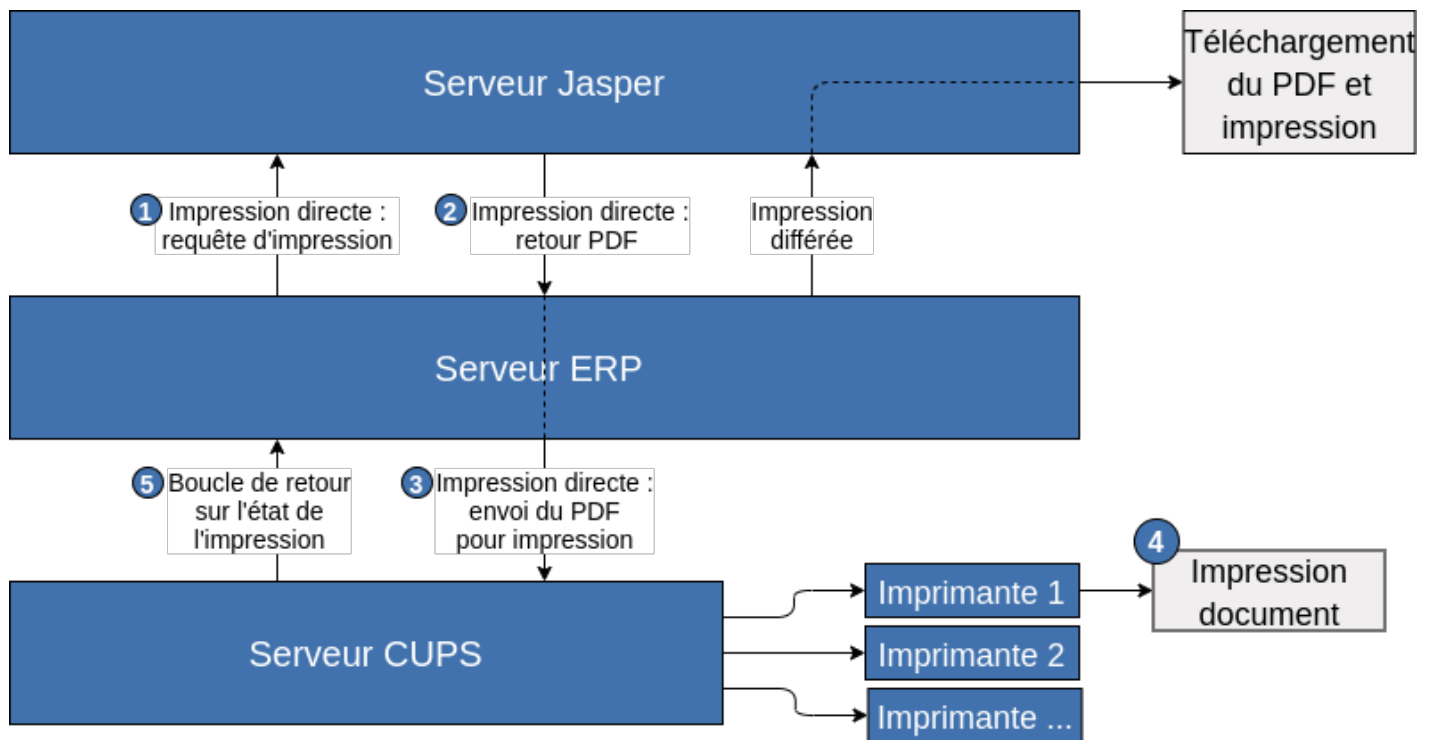 Serveur Jasper
Téléchargement
du PDF et
impression
1
Impression directe :
requête d'impression
2
Impression directe :
retour PDF
Impression
différée
Serveur ERP
5
Boucle de retour
sur l'état de
l'impression
3
Impression directe :
envoi du PDF
pour impression
4
Impression
document
Imprimante 1
Serveur CUPS
Imprimante 2
Imprimante ...